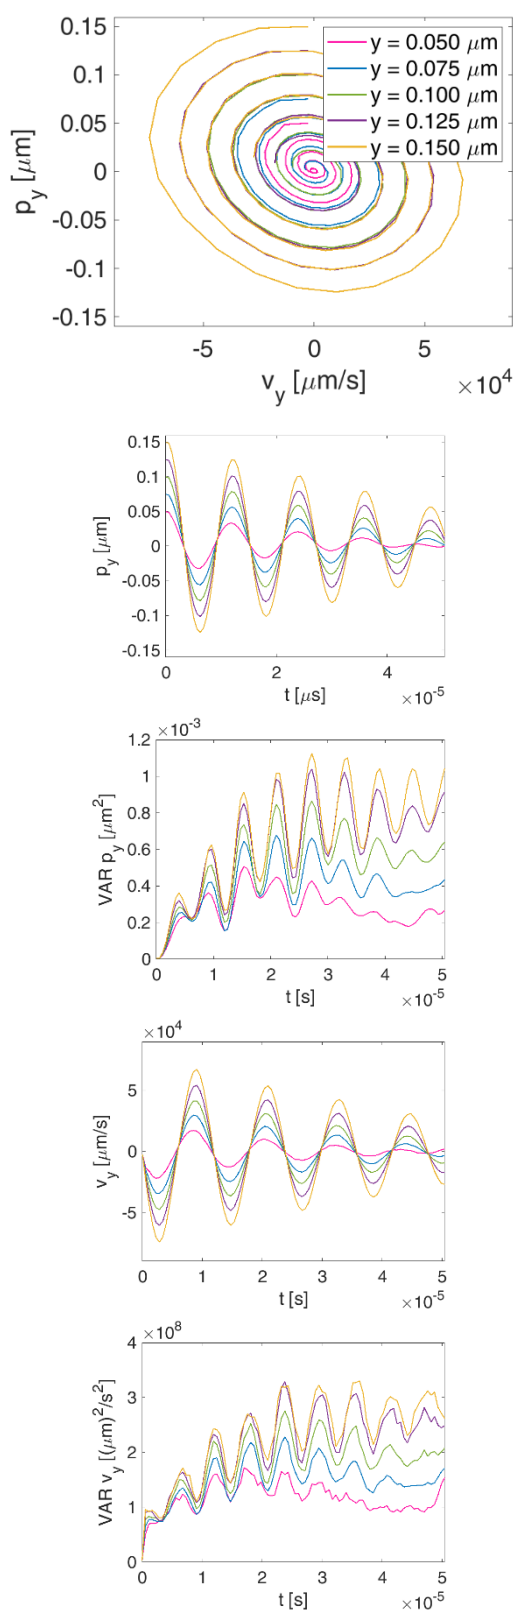 0.15
0.1
0.05
0
-0.05
-0.1
-0.15
p_y [μm]
y = 0.050 μm
y = 0.075 μm
y = 0.100 μm
y = 0.125 μm
y = 0.150 μm
-5 0 5
v_y [μm/s] ×10^4
0.15
0.1
0.05
0
-0.05
-0.1
-0.15
p_y [μm]
0 2 4
t [μs] ×10^-5
×10^-3
1.2
1
0.8
0.6
0.4
0.2
0
VAR p_y [μm^2]
0 1 2 3 4 5
t [s] ×10^-5
×10^4
5
0
-5
v_y [μm/s]
0 1 2 3 4 5
t [s] ×10^-5
×10^8
4
3
2
1
0
VAR v_y [(μm)^2/s^2]
0 1 2 3 4 5
t [s] ×10^-5